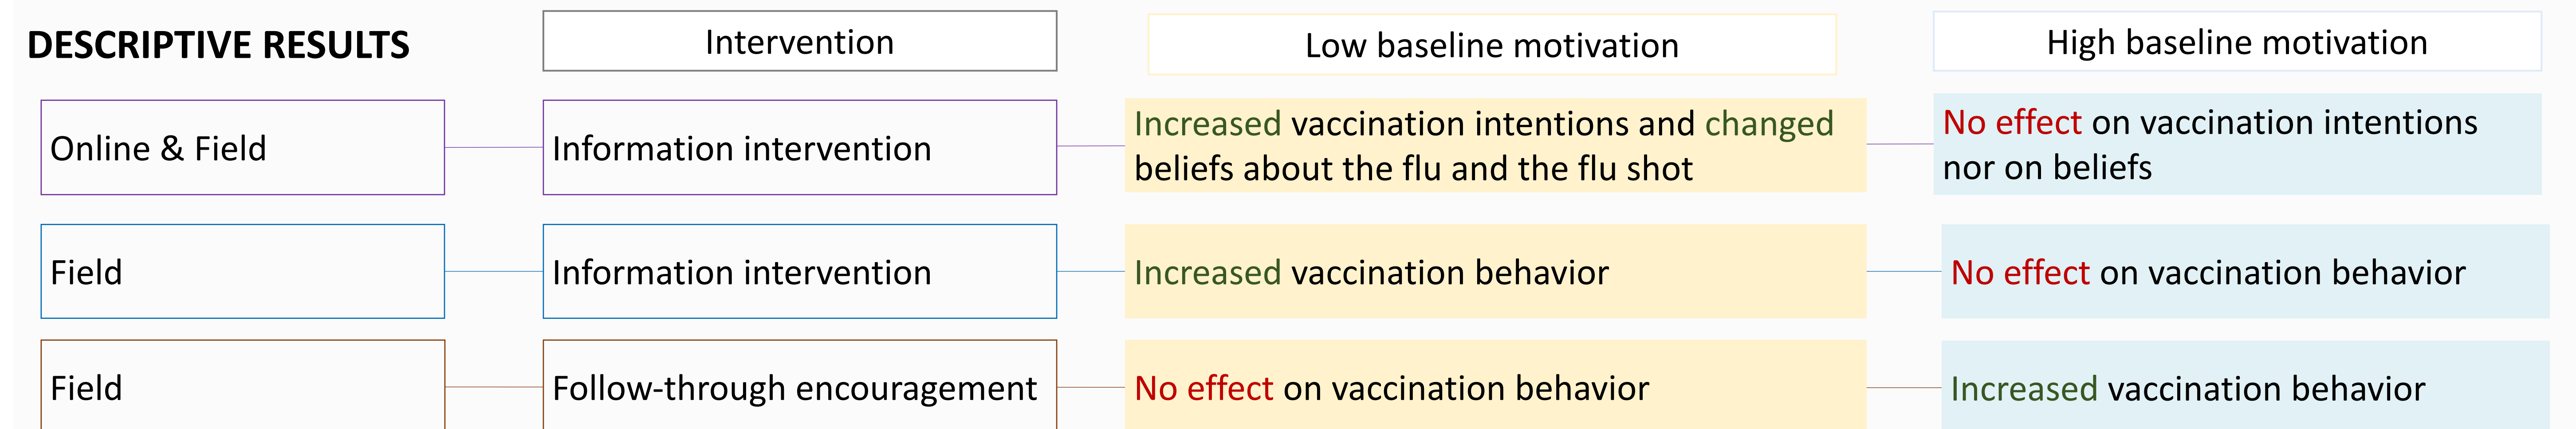 DESCRIPTIVE RESULTS
Intervention
Low baseline motivation
High baseline motivation
Online & Field
Information intervention
Increased vaccination intentions and changed
beliefs about the flu and the flu shot
No effect on vaccination intentions
nor on beliefs
Field
Information intervention
Increased vaccination behavior
No effect on vaccination behavior
Field
Follow-through encouragement
No effect on vaccination behavior
Increased vaccination behavior